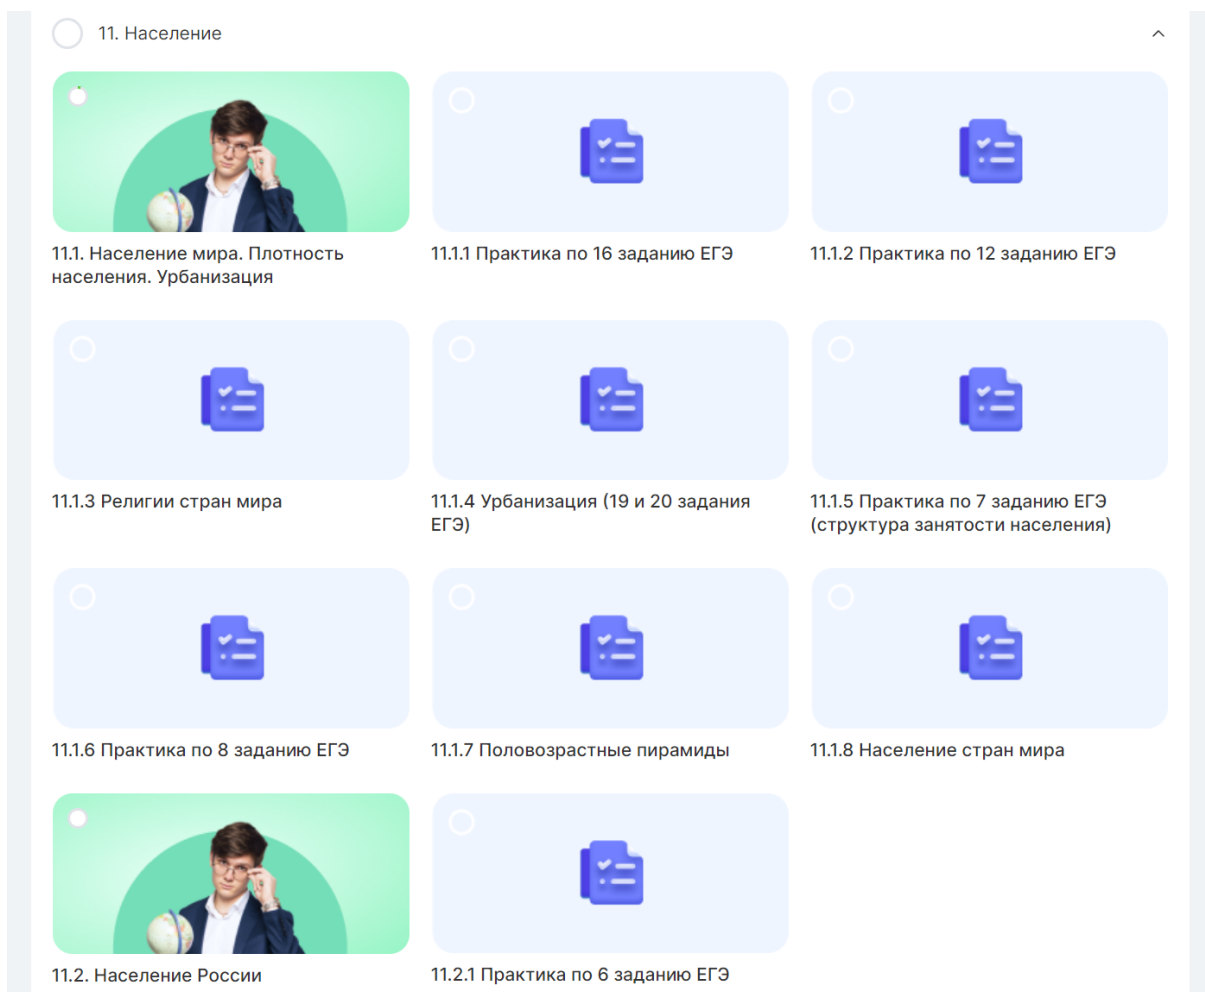 11. Население
11.1. Население мира. Плотность
населения. Урбанизация
11.1.1 Практика по 16 заданию ЕГЭ
11.1.2 Практика по 12 заданию ЕГЭ
11.1.3 Религии стран мира
11.1.4 Урбанизация (19 и 20 задания
ЕГЭ)
11.1.5 Практика по 7 заданию ЕГЭ
(структура занятости населения)
11.1.6 Практика по 8 заданию ЕГЭ
11.1.7 Половозрастные пирамиды
11.1.8 Население стран мира
11.2. Население России
11.2.1 Практика по 6 заданию ЕГЭ